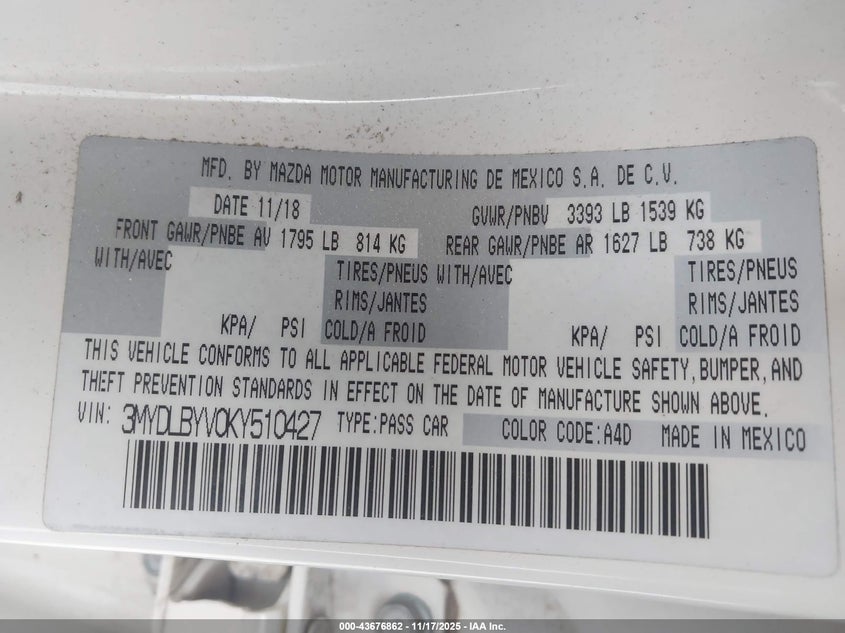 MFD. BY MAZDA MOTOR MANUFACTURING DE MEXICO S.A. DE C.V.
DATE 11/18 GVWR/PNBV 3393 LB 1539 KG
FRONT GAWR/PNBE AV 1795 LB 814 KG REAR GAWR/PNBE AR 1627 LB 738 KG
WITH/AVEC TIRES/PNEUS WITH/AVEC TIRES/PNEUS
RIMS/JANTES RIMS/JANTES
KPA/ PSI COLD/A FROID KPA/ PSI COLD/A FROID
THIS VEHICLE CONFORMS TO ALL APPLICABLE FEDERAL MOTOR VEHICLE SAFETY, BUMPER, AND
THEFT PREVENTION STANDARDS IN EFFECT ON THE DATE OF MANUFACTURE SHOWN ABOVE.
VIN: 3MYDLBYV0KY510427 TYPE:PASS CAR COLOR CODE:A4D MADE IN MEXICO
000-43676862 - 11/17/2025 - IAA Inc.